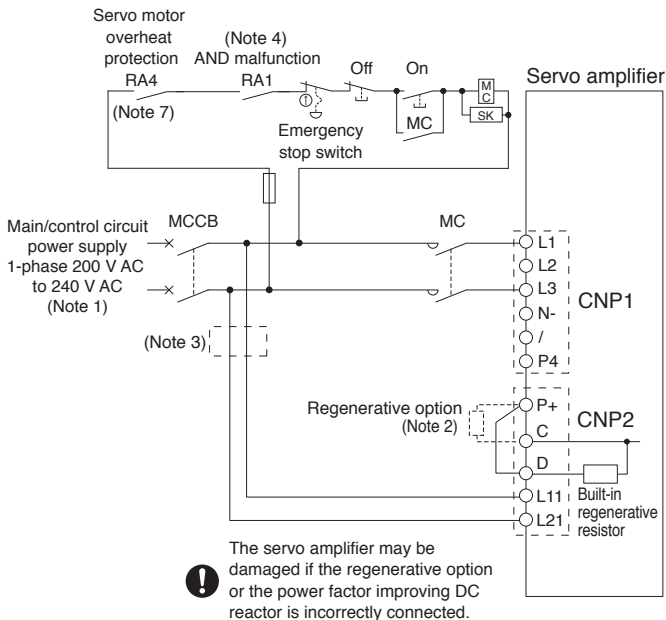 Servo motor
overheat
protection
RA4
(Note 7)
(Note 4)
AND malfunction
RA1
Off
On
Emergency
stop switch
MC
M
C
SK
Servo amplifier
Main/control circuit
power supply
1-phase 200 V AC
to 240 V AC
(Note 1)
MCCB
MC
L1
L2
L3
N-
/
P4
CNP1
(Note 3)
Regenerative option
(Note 2)
P+
C
D
L11
L21
CNP2
Built-in
regenerative
resistor
The servo amplifier may be
damaged if the regenerative option
or the power factor improving DC
reactor is incorrectly connected.